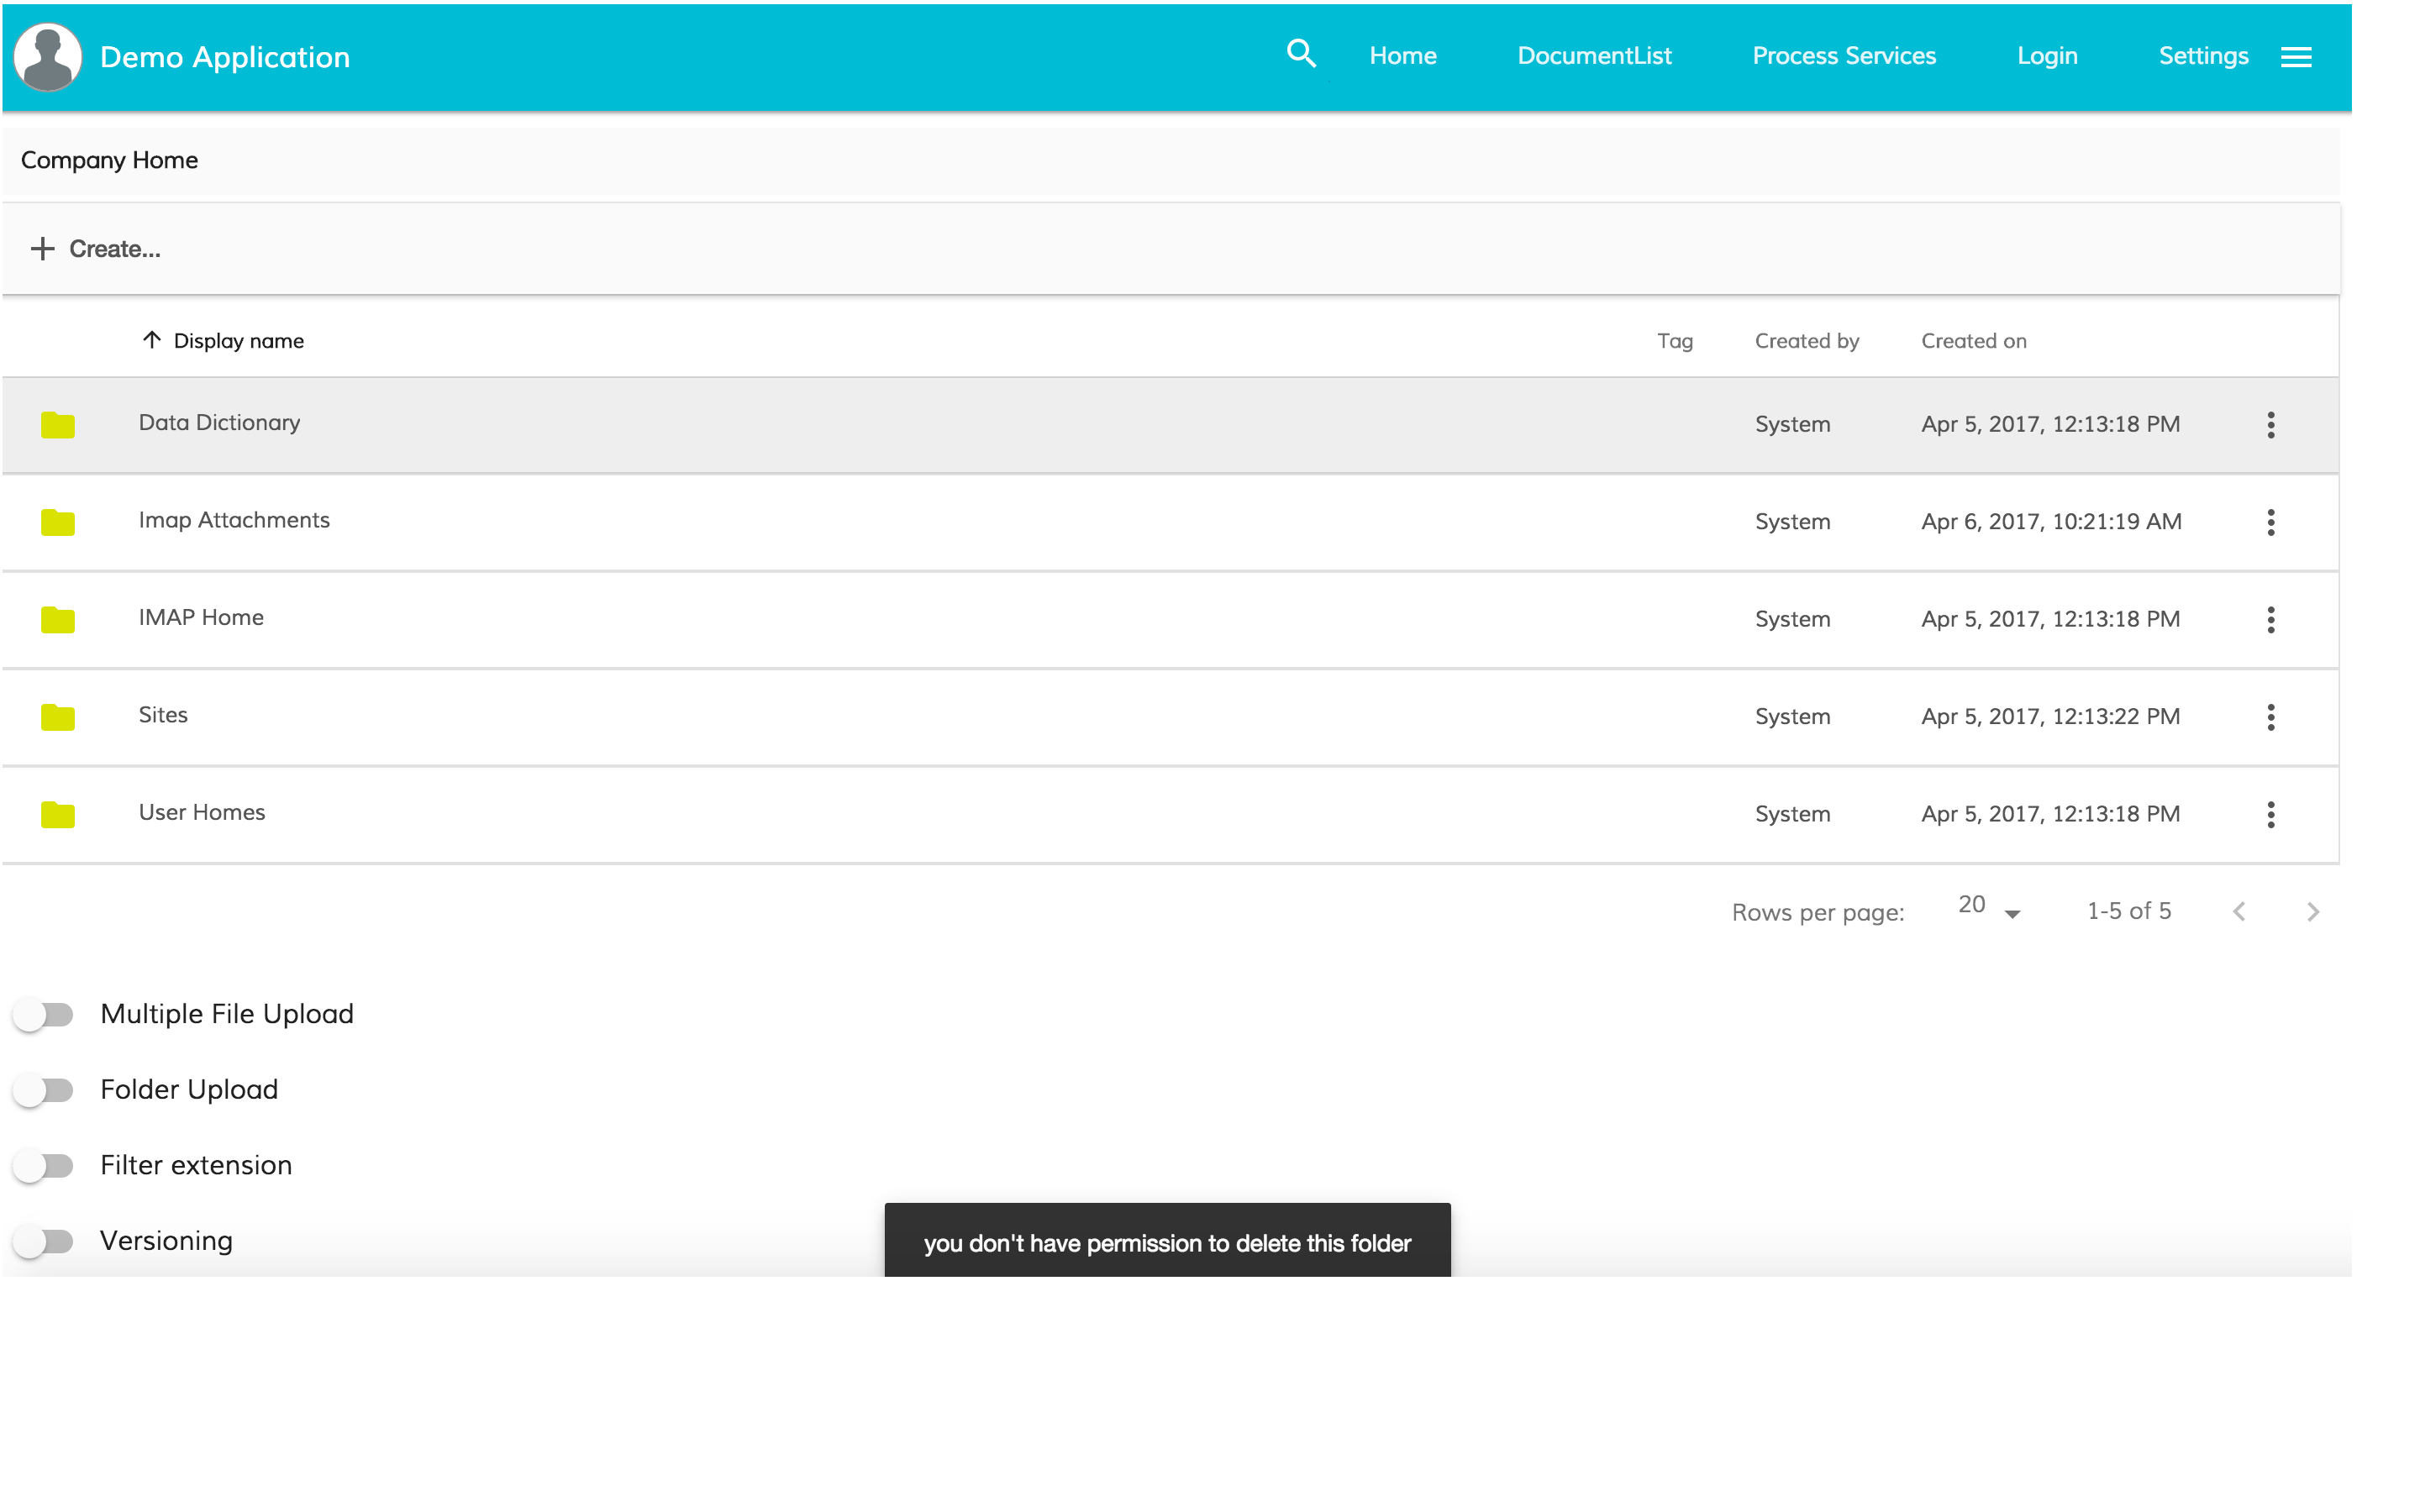 Demo Application Home DocumentList Process Services Login Settings
Company Home
Create...
Display name Tag Created by Created on
Data Dictionary System Apr 5, 2017, 12:13:18 PM
Imap Attachments System Apr 6, 2017, 10:21:19 AM
IMAP Home System Apr 5, 2017, 12:13:18 PM
Sites System Apr 5, 2017, 12:13:22 PM
User Homes System Apr 5, 2017, 12:13:18 PM
Rows per page: 20 1-5 of 5
Multiple File Upload
Folder Upload
Filter extension
Versioning
you don't have permission to delete this folder